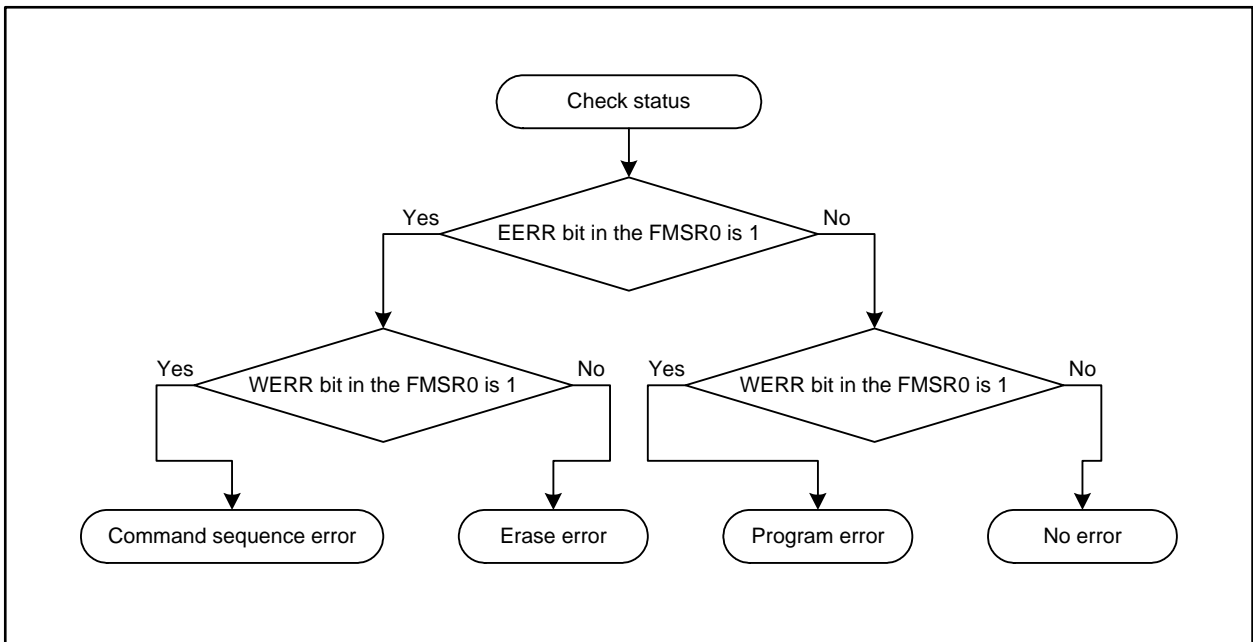 Check status
Yes
No
EERR bit in the FMSR0 is 1
Yes
No
Yes
No
WERR bit in the FMSR0 is 1
WERR bit in the FMSR0 is 1
Command sequence error
Erase error
Program error
No error